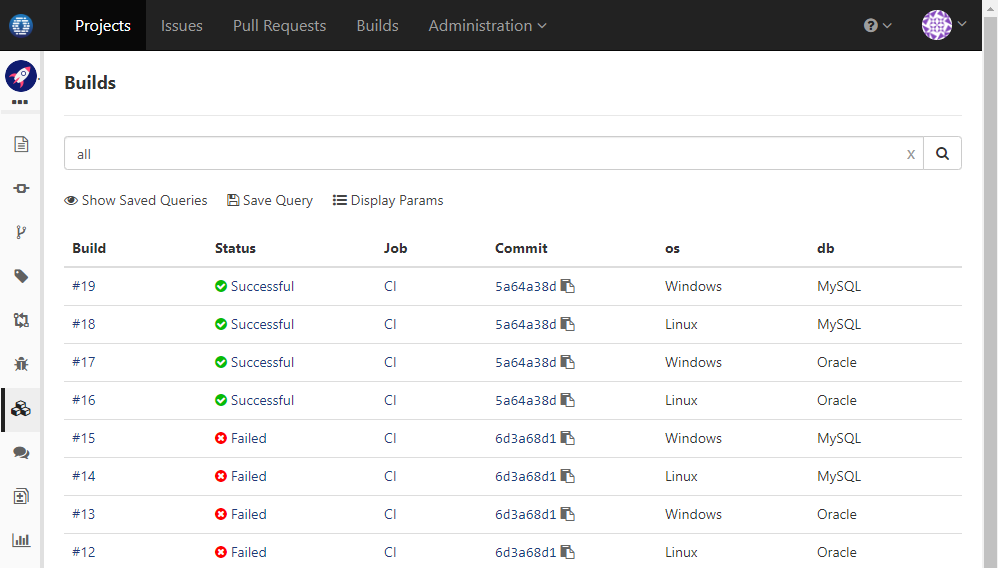 Projects Issues Pull Requests Builds Administration
Builds
all x
Show Saved Queries Save Query Display Params
Build Status Job Commit os db
#19 Successful CI 5a64a38d Windows MySQL
#18 Successful CI 5a64a38d Linux MySQL
#17 Successful CI 5a64a38d Windows Oracle
#16 Successful CI 5a64a38d Linux Oracle
#15 Failed CI 6d3a68d1 Windows MySQL
#14 Failed CI 6d3a68d1 Linux MySQL
#13 Failed CI 6d3a68d1 Windows Oracle
#12 Failed CI 6d3a68d1 Linux Oracle